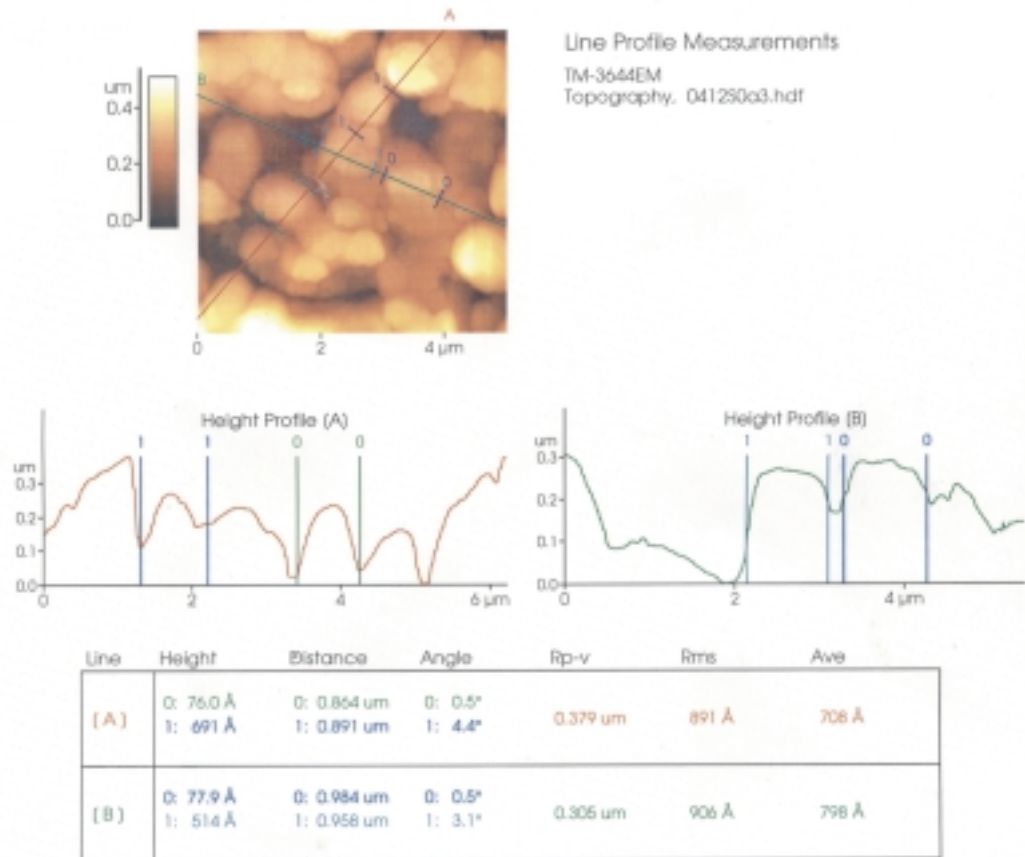 A
Line Profile Measurements
TM-3644EM
Topography, 041250a3.hdf
B
um
0.4
0.2
0.0
1
1
0
0
0 2 4 µm
Height Profile (A)
1 1 0 0
um
0.3
0.2
0.1
0.0
0 2 4 6 µm
Height Profile (B)
1 1 0 0
um
0.3
0.2
0.1
0.0
0 2 4 µm
Line Height Distance Angle Rp-v Rms Ave
(A) 0: 76.0 Å 0: 0.864 um 0: 0.5° 0.379 um 891 Å 708 Å
1: 691 Å 1: 0.891 um 1: 4.4°
(B) 0: 77.9 Å 0: 0.984 um 0: 0.5° 0.305 um 906 Å 798 Å
1: 514 Å 1: 0.958 um 1: 3.1°